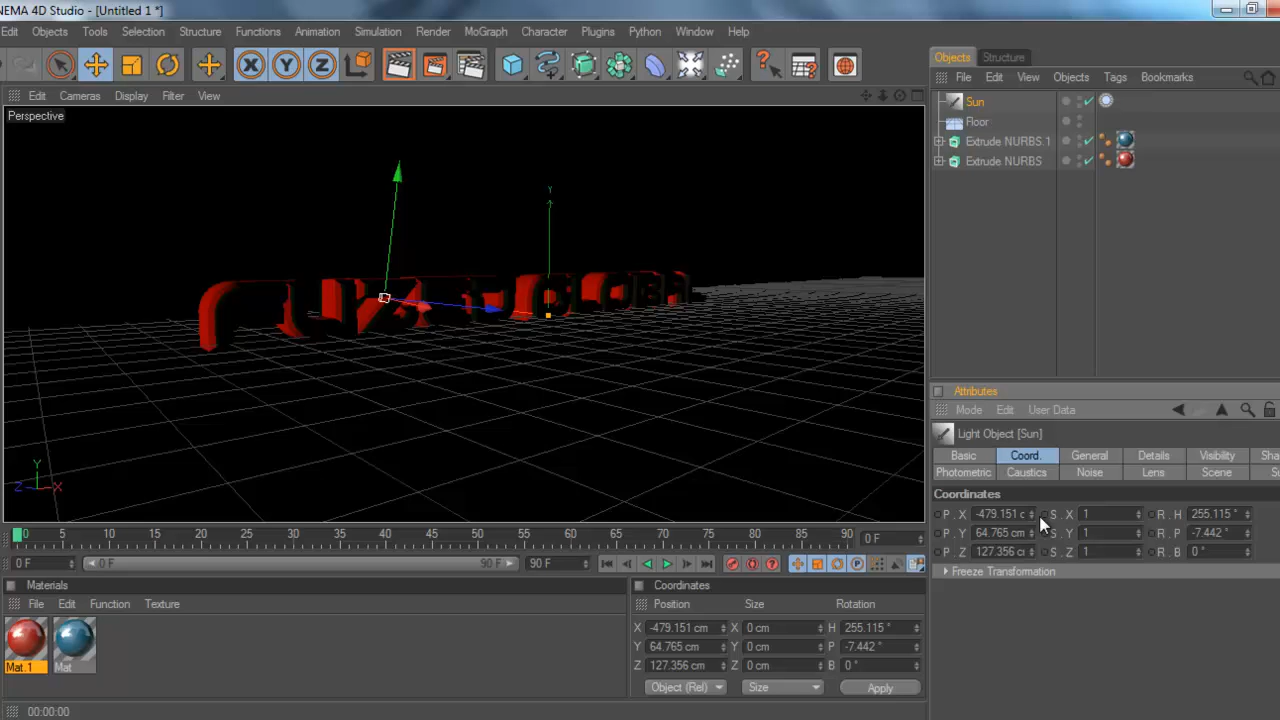 NEMA 4D Studio - [Untitled 1 *]
Edit Objects Tools Selection Structure Functions Animation Simulation Render MoGraph Character Plugins Python Window Help
Objects Structure
File Edit View Objects Tags Bookmarks
Edit Cameras Display Filter View
Perspective
Sun
Floor
Extrude NURBS.1
Extrude NURBS
Y
Y
Z X
Attributes
Mode Edit User Data
Light Object [Sun]
Basic Coord. General Details Visibility Sha
Photometric Caustics Noise Lens Scene
Coordinates
P . X -479.151 c S . X 1 R . H 255.115 °
P . Y 64.765 cm S . Y 1 R . P -7.442 °
P . Z 127.356 cm S . Z 1 R . B 0 °
Freeze Transformation
0 5 10 15 20 25 30 35 40 45 50 55 60 65 70 75 80 85 90 0 F
0 F 0 F 90 F 90 F
Materials
File Edit Function Texture
Mat.1 Mat
Coordinates
Position Size Rotation
X -479.151 cm X 0 cm H 255.115 °
Y 64.765 cm Y 0 cm P -7.442 °
Z 127.356 cm Z 0 cm B 0 °
Object (Rel) Size Apply
00:00:00